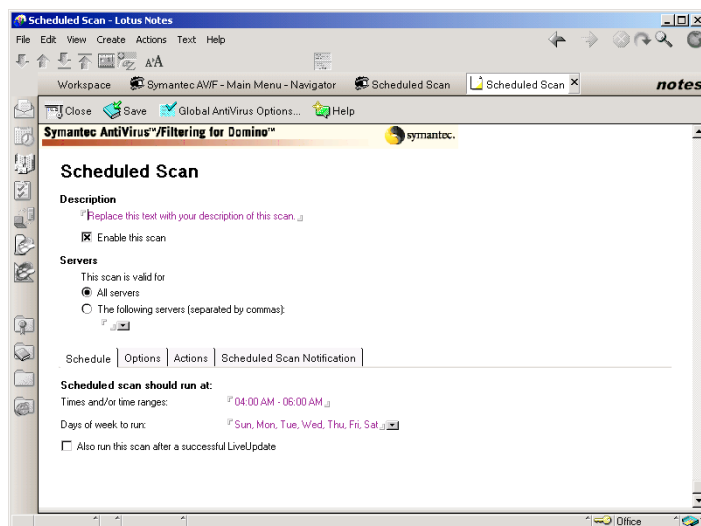 Scheduled Scan - Lotus Notes
File Edit View Create Actions Text Help
Workspace Symantec AV/F - Main Menu - Navigator Scheduled Scan Scheduled Scan notes
Close Save Global AntiVirus Options... Help
Symantec AntiVirus™/Filtering for Domino™ symantec.
Scheduled Scan
Description
Replace this text with your description of this scan.
Enable this scan
Servers
This scan is valid for
All servers
The following servers (separated by commas):
Schedule Options Actions Scheduled Scan Notification
Scheduled scan should run at:
Times and/or time ranges: 04:00 AM - 06:00 AM
Days of week to run: Sun, Mon, Tue, Wed, Thu, Fri, Sat
Also run this scan after a successful LiveUpdate
Office